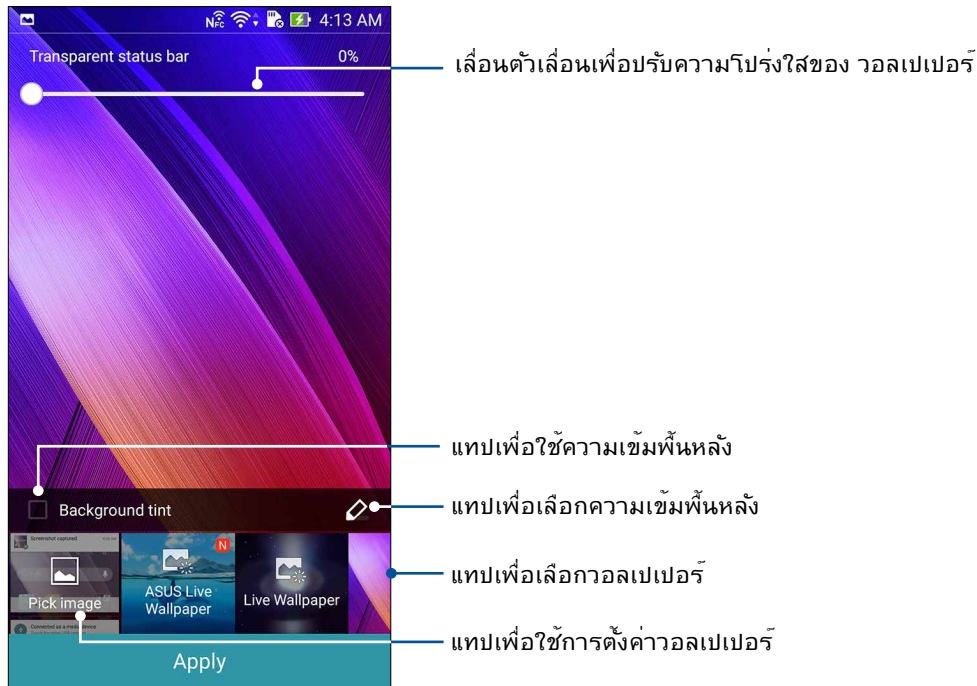 NFC 4:13 AM
Transparent status bar 0%
เลื่อนตัวเลื่อนเพื่อปรับความโปร่งใสของ วอลเปเปอร์
แทปเพื่อใช้ความเข้มพื้นหลัง
Background tint
แทปเพื่อเลือกความเข้มพื้นหลัง
Screenshot captured.
N
Pick image
ASUS Live
Wallpaper
Live Wallpaper
แทปเพื่อเลือกวอลเปเปอร์
Connected as a media device
แทปเพื่อใช้การตั้งค่าวอลเปเปอร์
Apply